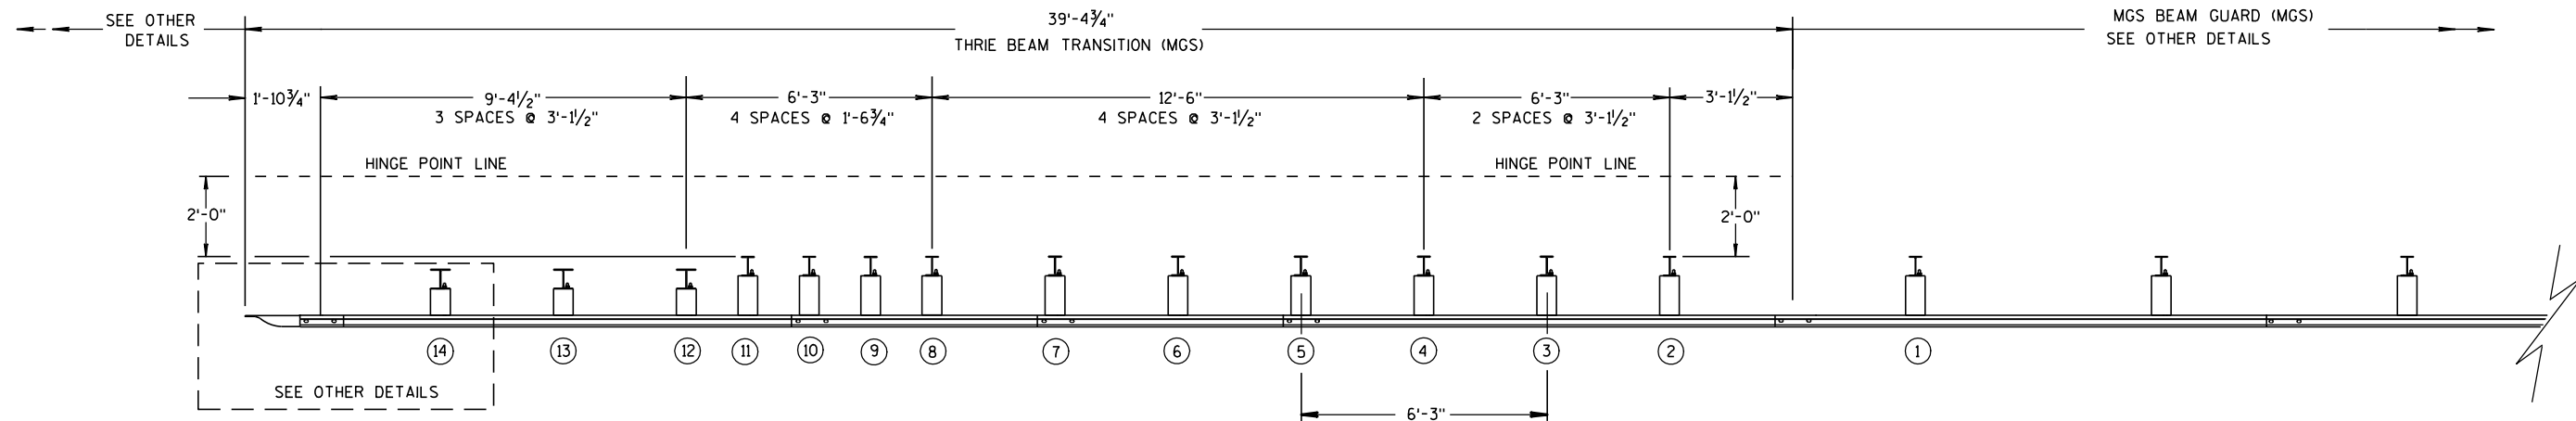 SEE OTHER
DETAILS
39'-4¾"
THRIE BEAM TRANSITION (MGS)
MGS BEAM GUARD (MGS)
SEE OTHER DETAILS
1'-10¾"
9'-4½"
3 SPACES @ 3'-1½"
6'-3"
4 SPACES @ 1'-6¾"
12'-6"
4 SPACES @ 3'-1½"
6'-3"
2 SPACES @ 3'-1½"
3'-1½"
HINGE POINT LINE
HINGE POINT LINE
2'-0"
2'-0"
14
13
12
11
10
9
8
7
6
5
4
3
2
1
SEE OTHER DETAILS
6'-3"